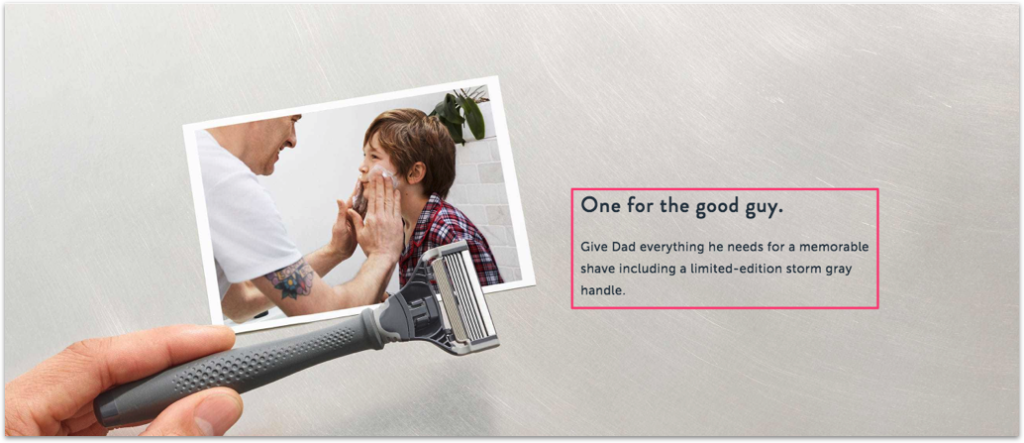 One for the good guy.
Give Dad everything he needs for a memorable
shave including a limited-edition storm gray
handle.